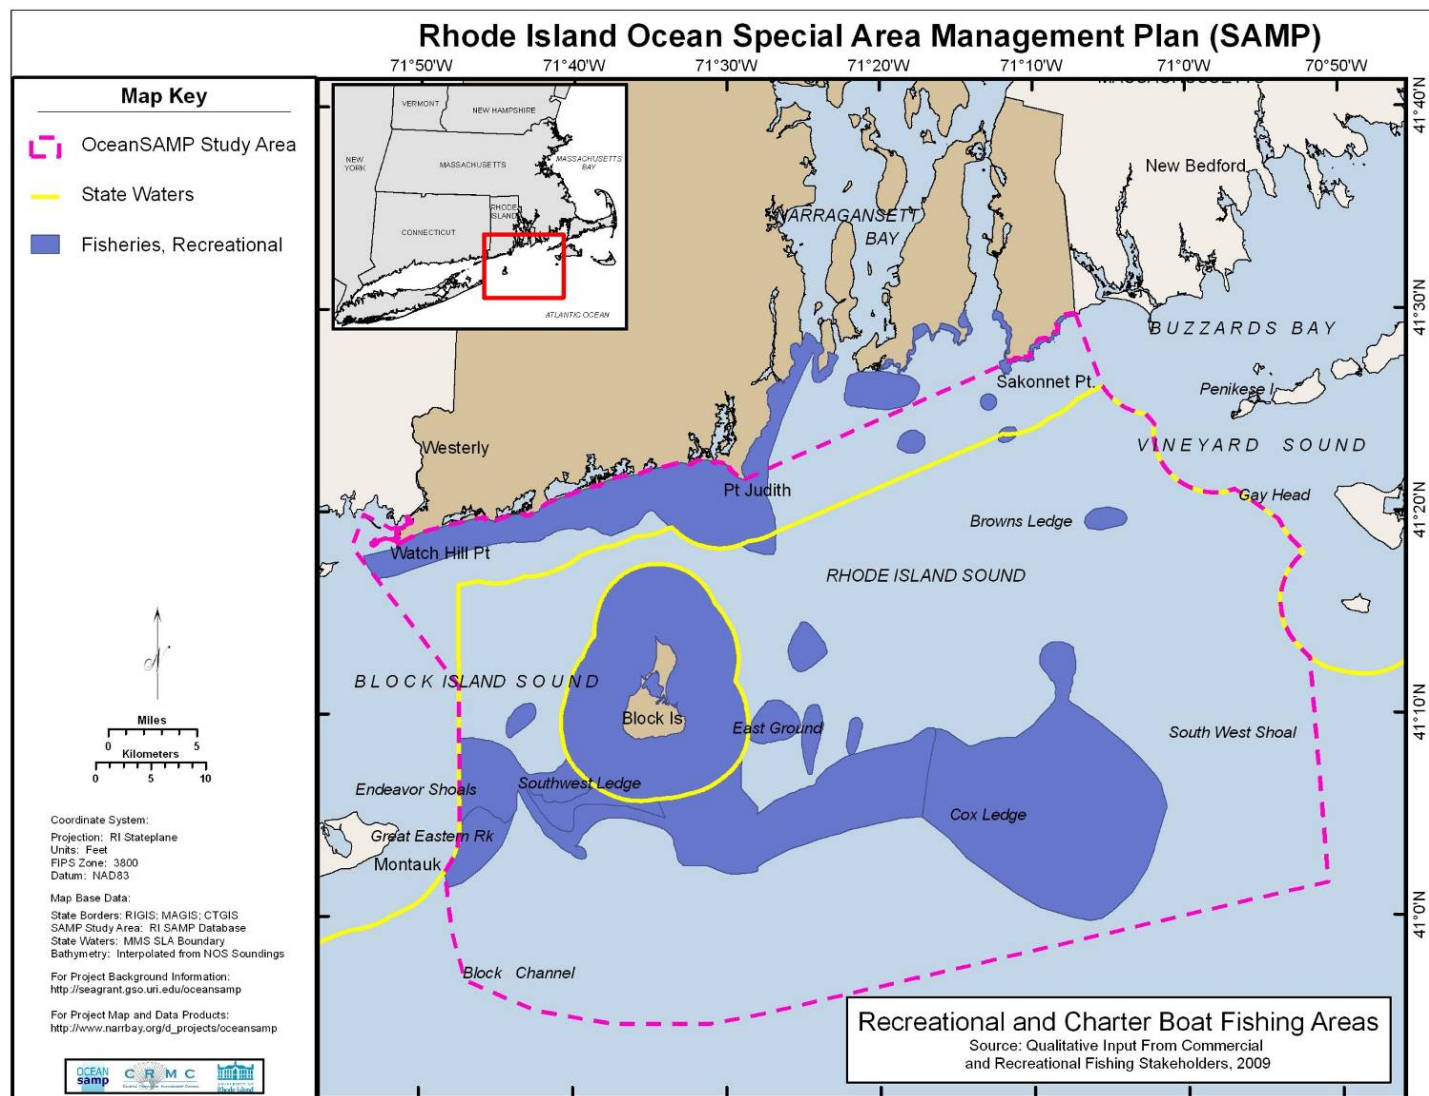 Rhode Island Ocean Special Area Management Plan (SAMP)
71°50'W 71°40'W 71°30'W 71°20'W 71°10'W 71°0'W 70°50'W
Map Key
OceanSAMP Study Area
State Waters
Fisheries, Recreational
VERMONT
NEW HAMPSHIRE
NEW
YORK
MASSACHUSETTS
MASSACHUSETTS
BAY
RHODE
ISLAND
CONNECTICUT
ATLANTIC OCEAN
MASSACHUSETTS
41°40'N
New Bedford
NARRAGANSETT
BAY
41°30'N
BUZZARDS BAY
Sakonnet Pt.
Penikese I.
Westerly
VINEYARD SOUND
Pt Judith
Gay Head
41°20'N
Browns Ledge
Watch Hill Pt
RHODE ISLAND SOUND
BLOCK ISLAND SOUND
Block Is
East Ground
41°10'N
South West Shoal
Endeavor Shoals
Southwest Ledge
Cox Ledge
Great Eastern Rk
Montauk
41°0'N
Block Channel
N
Miles
0 5
Kilometers
0 5 10
Coordinate System:
Projection: RI Stateplane
Units: Feet
FIPS Zone: 3800
Datum: NAD83
Map Base Data:
State Borders: RIGIS; MAGIS; CTGIS
SAMP Study Area: RI SAMP Database
State Waters: MMS SLA Boundary
Bathymetry: Interpolated from NOS Soundings
For Project Background Information:
http://seagrant.gso.uri.edu/oceansamp
For Project Map and Data Products:
http://www.narrbay.org/d_projects/oceansamp
OCEAN
samp
CRMC
Rhode Island
Recreational and Charter Boat Fishing Areas
Source: Qualitative Input From Commercial
and Recreational Fishing Stakeholders, 2009